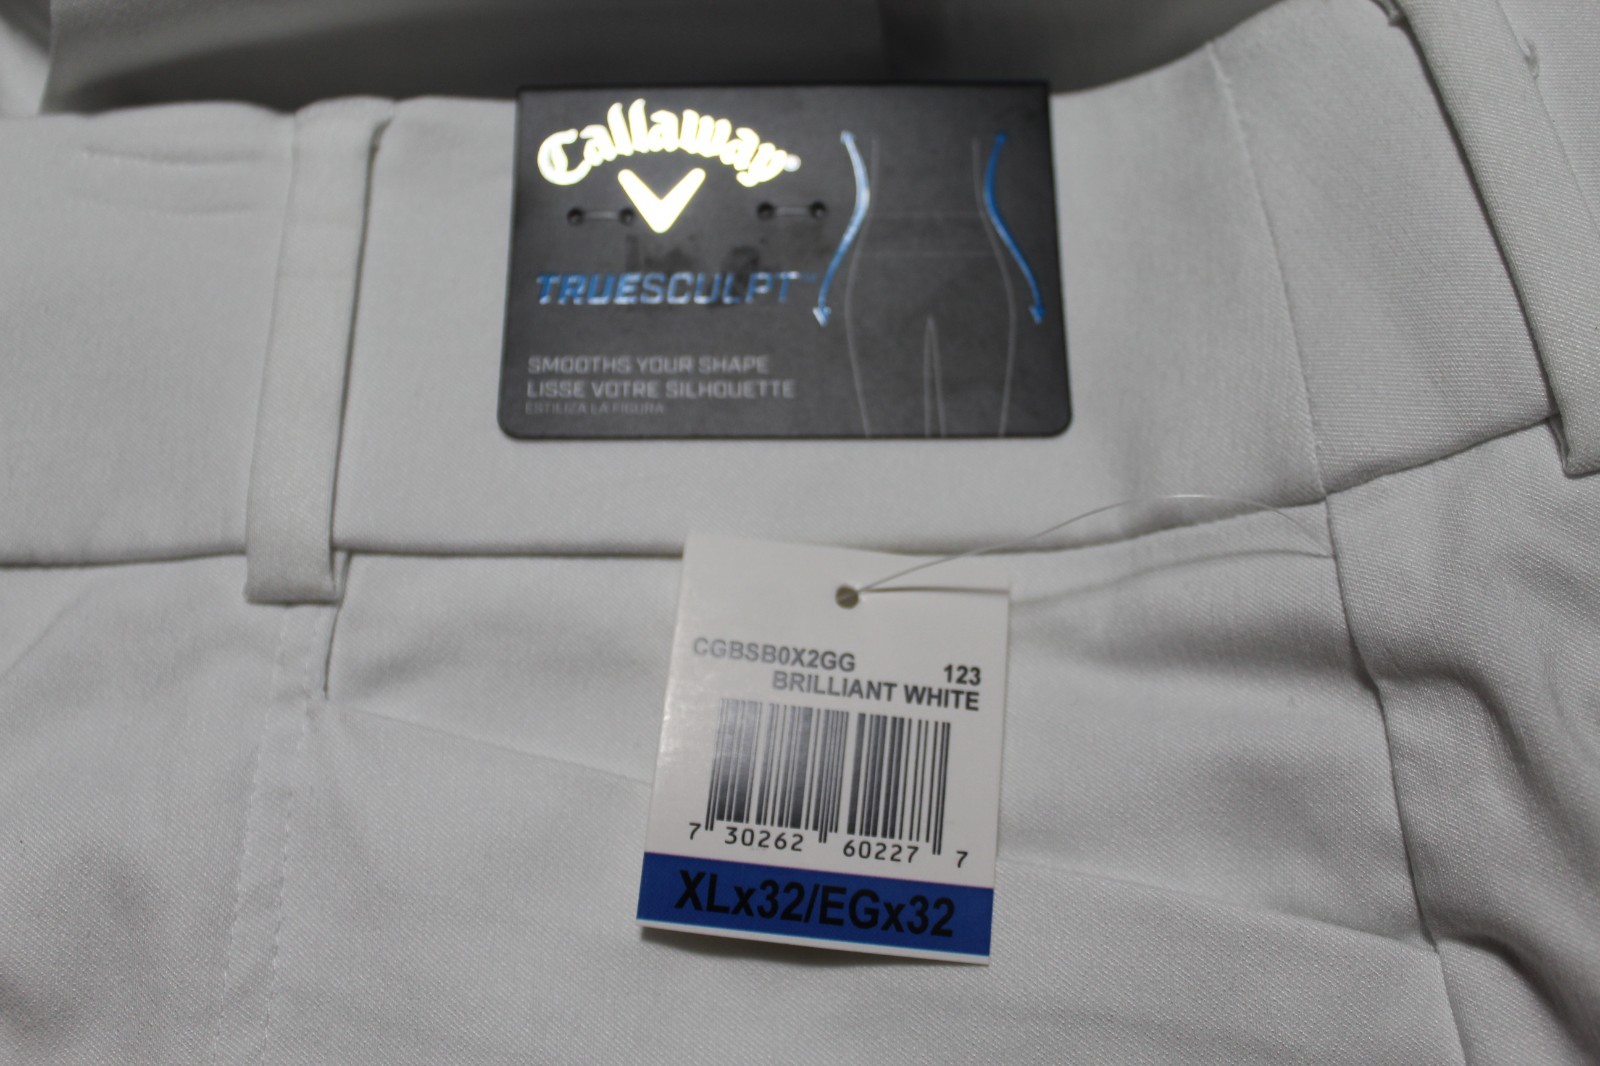 Callaway®
TRUESCULPT™
SMOOTHS YOUR SHAPE
LISSE VOTRE SILHOUETTE
ESTILIZA LA FIGURA
CGBSB0X2GG 123
BRILLIANT WHITE
7 30262 60227 7
XLx32/EGx32